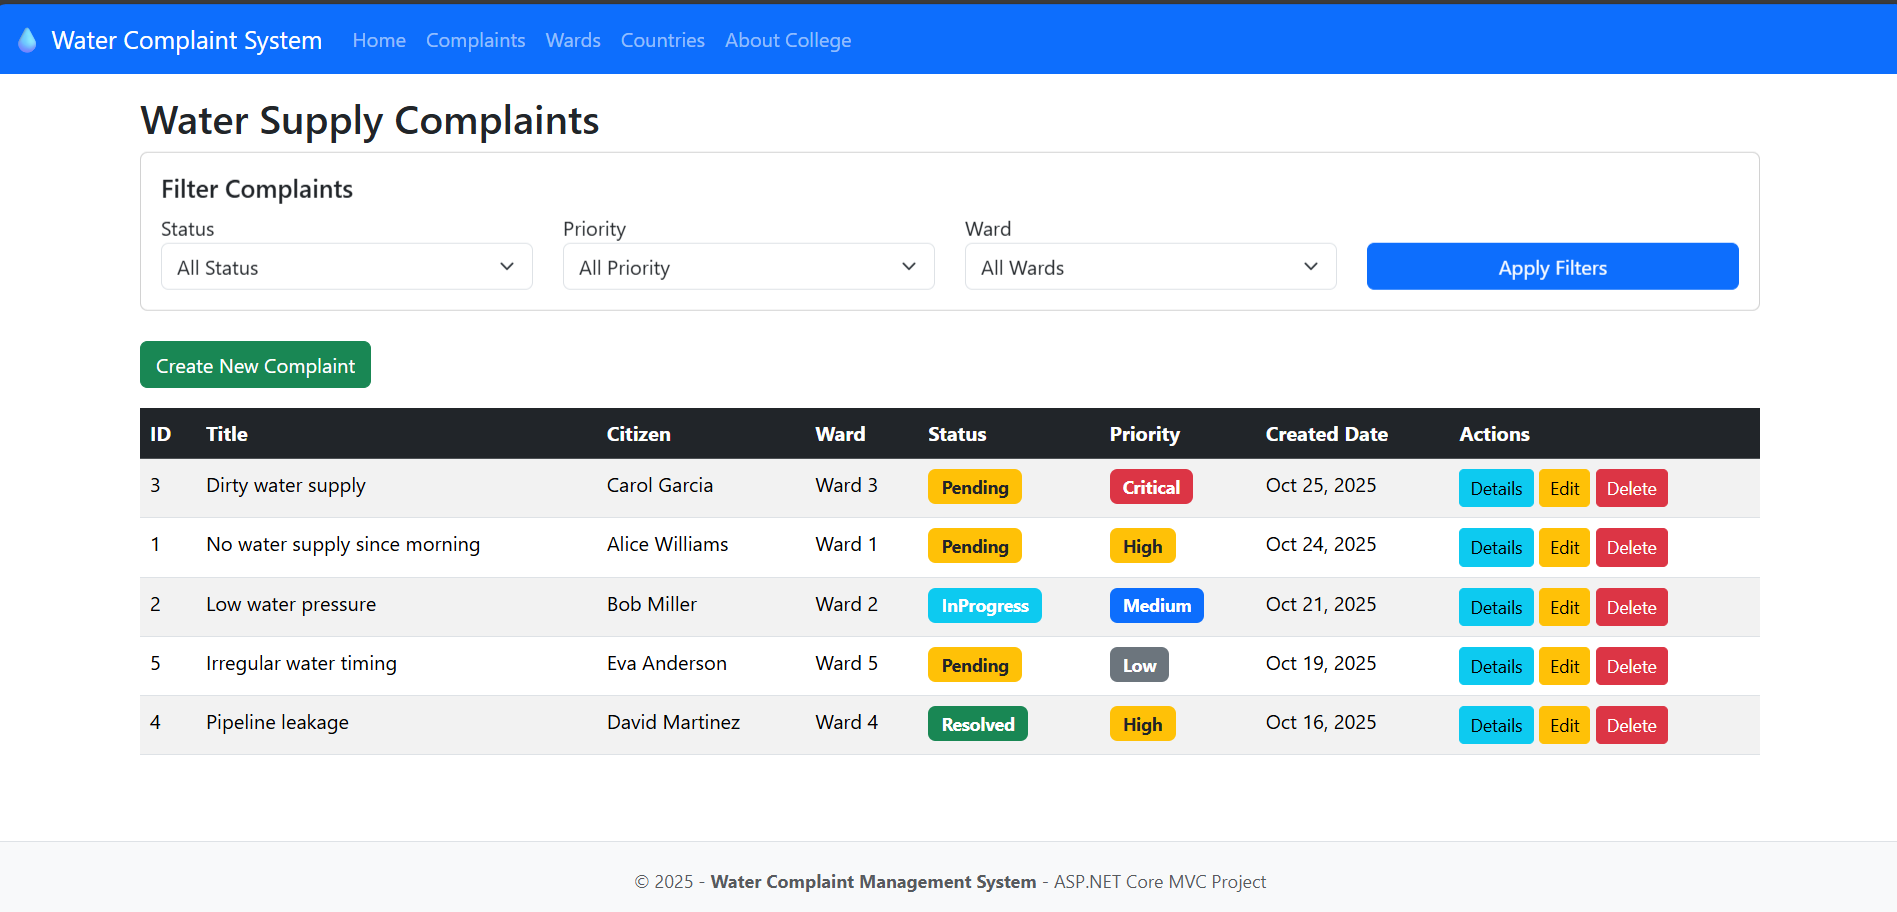 Water Complaint System Home Complaints Wards Countries About College
Water Supply Complaints
Filter Complaints
Status Priority Ward
All Status All Priority All Wards Apply Filters
Create New Complaint
ID Title Citizen Ward Status Priority Created Date Actions
3 Dirty water supply Carol Garcia Ward 3 Pending Critical Oct 25, 2025 Details Edit Delete
1 No water supply since morning Alice Williams Ward 1 Pending High Oct 24, 2025 Details Edit Delete
2 Low water pressure Bob Miller Ward 2 InProgress Medium Oct 21, 2025 Details Edit Delete
5 Irregular water timing Eva Anderson Ward 5 Pending Low Oct 19, 2025 Details Edit Delete
4 Pipeline leakage David Martinez Ward 4 Resolved High Oct 16, 2025 Details Edit Delete
© 2025 - Water Complaint Management System - ASP.NET Core MVC Project